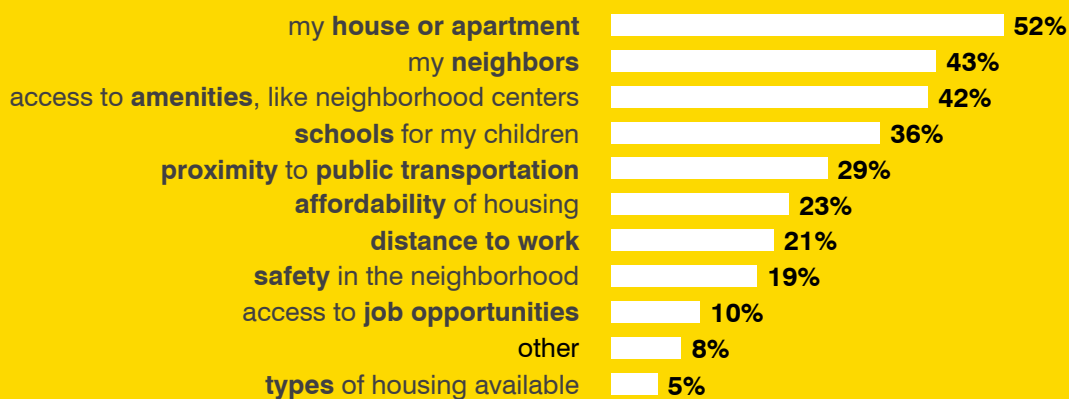 my house or apartment 52%
my neighbors 43%
access to amenities, like neighborhood centers 42%
schools for my children 36%
proximity to public transportation 29%
affordability of housing 23%
distance to work 21%
safety in the neighborhood 19%
access to job opportunities 10%
other 8%
types of housing available 5%